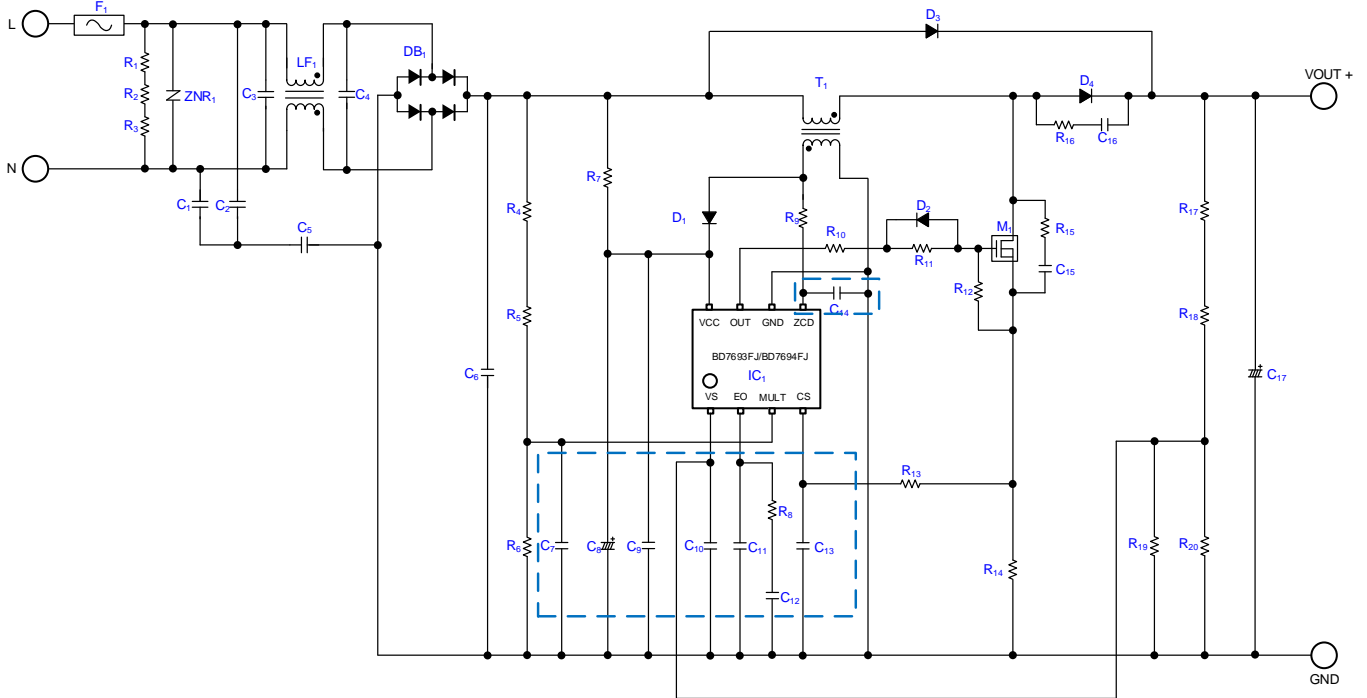 F₁
L
D₃
DB₁
LF₁
T₁
D₄
VOUT +
R₁
R₂
ZNR₁
C₃
C₄
R₃
R₁₆
C₁₆
N
R₇
C₁
C₂
R₄
D₁
R₉
D₂
R₁₇
C₅
R₁₀
M₁
R₁₅
R₁₁
C₁₅
R₁₂
R₅
C₁₄
R₁₈
VCC OUT GND ZCD
BD7693FJ/BD7694FJ
IC₁
C₆
C₁₇
VS EO MULT CS
R₁₃
R₈
R₆
C₇
C₈
C₉
C₁₀
C₁₁
C₁₃
R₁₉
R₂₀
R₁₄
C₁₂
GND